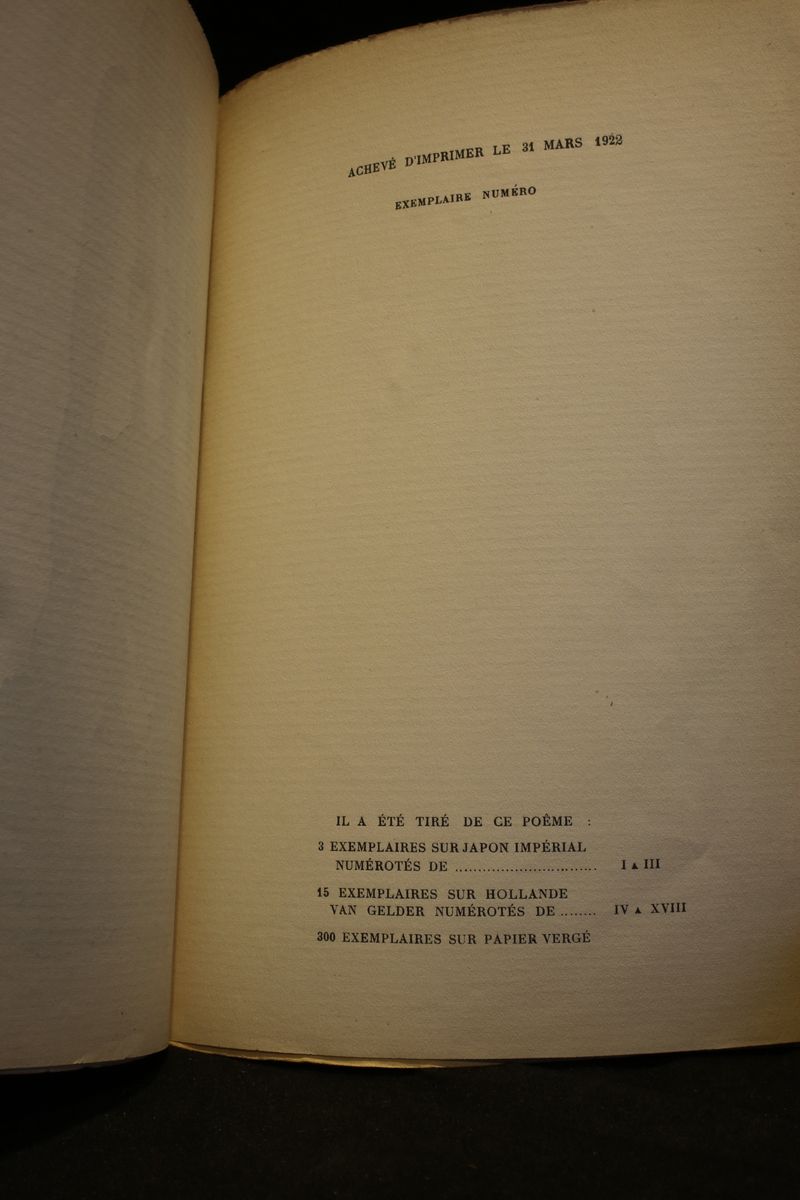 ACHEVÉ D'IMPRIMER LE 31 MARS 1922
EXEMPLAIRE NUMÉRO
IL A ÉTÉ TIRÉ DE CE POÊME :
3 EXEMPLAIRES SUR JAPON IMPÉRIAL
NUMÉROTÉS DE ............................... I A III
15 EXEMPLAIRES SUR HOLLANDE
VAN GELDER NUMÉROTÉS DE ........ IV A XVIII
300 EXEMPLAIRES SUR PAPIER VERGÉ